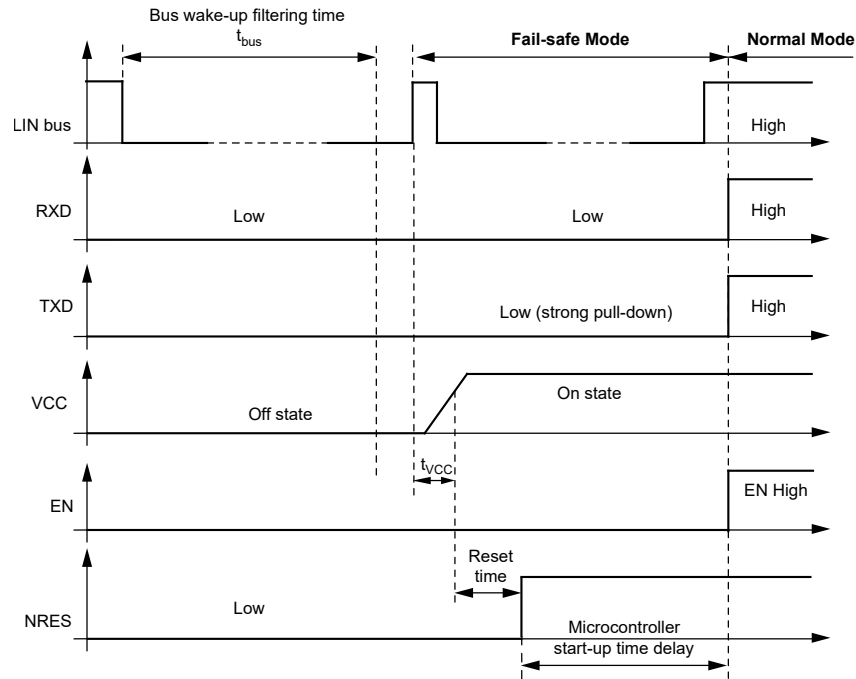 Bus wake-up filtering time
t_bus
Fail-safe Mode
Normal Mode
LIN bus
High
RXD
Low
Low
High
TXD
Low (strong pull-down)
High
VCC
Off state
On state
t_VCC
EN
EN High
Reset
time
NRES
Low
Microcontroller
start-up time delay